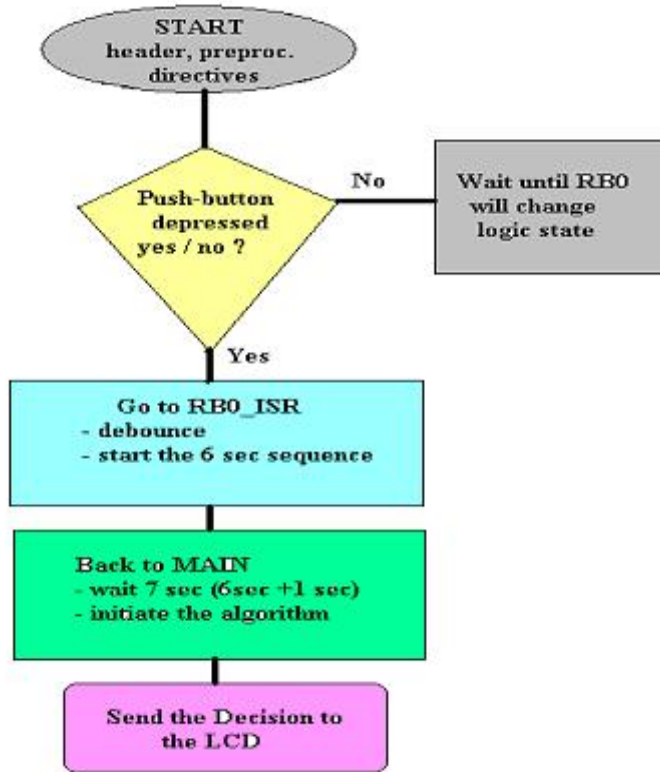 START
header, preproc.
directives
Push-button
depressed
yes / no ?
No
Wait until RB0
will change
logic state
Yes
Go to RB0_ISR
- debounce
- start the 6 sec sequence
Back to MAIN
- wait 7 sec (6sec +1 sec)
- initiate the algorithm
Send the Decision to
the LCD